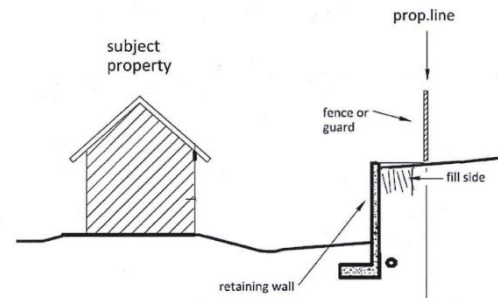 prop.line
subject
property
fence or
guard
fill side
retaining wall